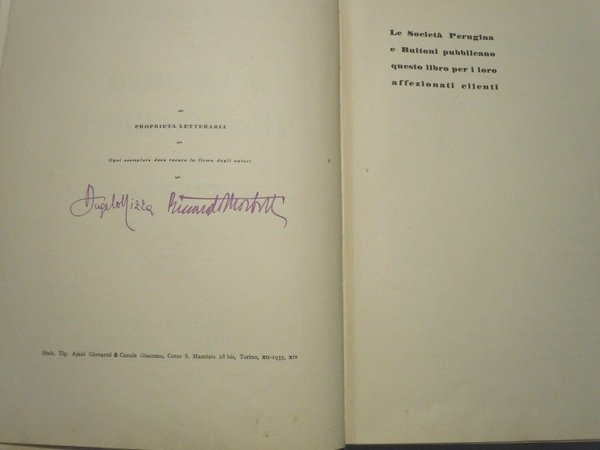 PROPRIETÀ LETTERARIA
Ogni esemplare deve recare la firma degli autori
Angelo Nizza Riccardo Morbelli
Stab. Tip. Ajani Giovanni & Canale Giacomo, Corso S. Maurizio 28 bis, Torino, XII-1935, XIV
Le Società Perugina
e Buitoni pubblicano
questo libro per i loro
affezionati clienti